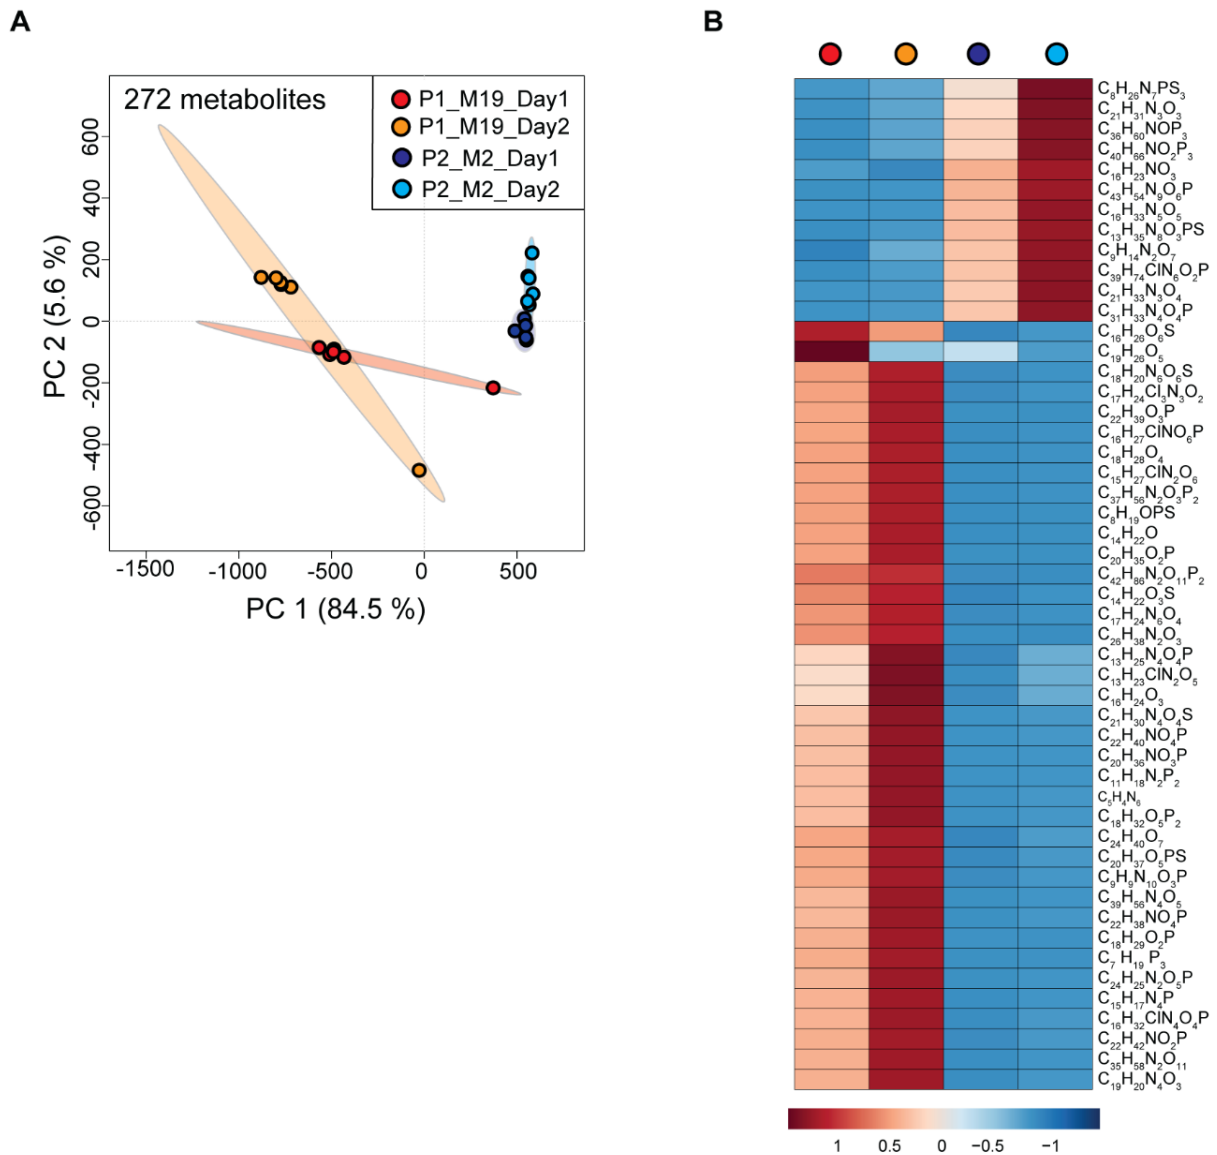 A
B
272 metabolites
P1_M19_Day1
P1_M19_Day2
P2_M2_Day1
P2_M2_Day2
PC 2 (5.6 %)
600
400
200
0
-200
-400
-600
-1500
-1000
-500
0
500
PC 1 (84.5 %)
C8H26N7PS3
C21H31N3O3
C36H60NOP3
C40H66NO2P3
C16H23NO3
C43H54N9O6P
C16H33N5O5
C13H35N8O3PS
C9H14N2O7
C39H74ClN6O2P
C21H33N3O4
C31H33N4O4P
C16H26O6S
C19H26O5
C18H20N6O6S
C17H24Cl3N3O2
C22H39O3P
C16H27ClNO6P
C18H28O4
C15H27ClN2O6
C37H56N2O3P2
C8H19OPS
C14H22O
C20H35O2P
C42H86N2O11P2
C14H22O3S
C17H24N6O4
C26H38N2O3
C13H25N4O4P
C13H23ClN2O5
C16H24O3
C21H30N4O4S
C22H40NO4P
C20H36NO3P
C11H18N2P2
C5H4N6
C18H32O5P2
C24H40O7
C20H37O5PS
C9H9N10O3P
C39H56N4O5
C22H38NO4P
C18H29O2P
C7H19P3
C24H25N2O5P
C15H17N4P
C16H32ClN4O4P
C22H42NO2P
C35H58N2O11
C19H20N4O3
1 0.5 0 −0.5 −1